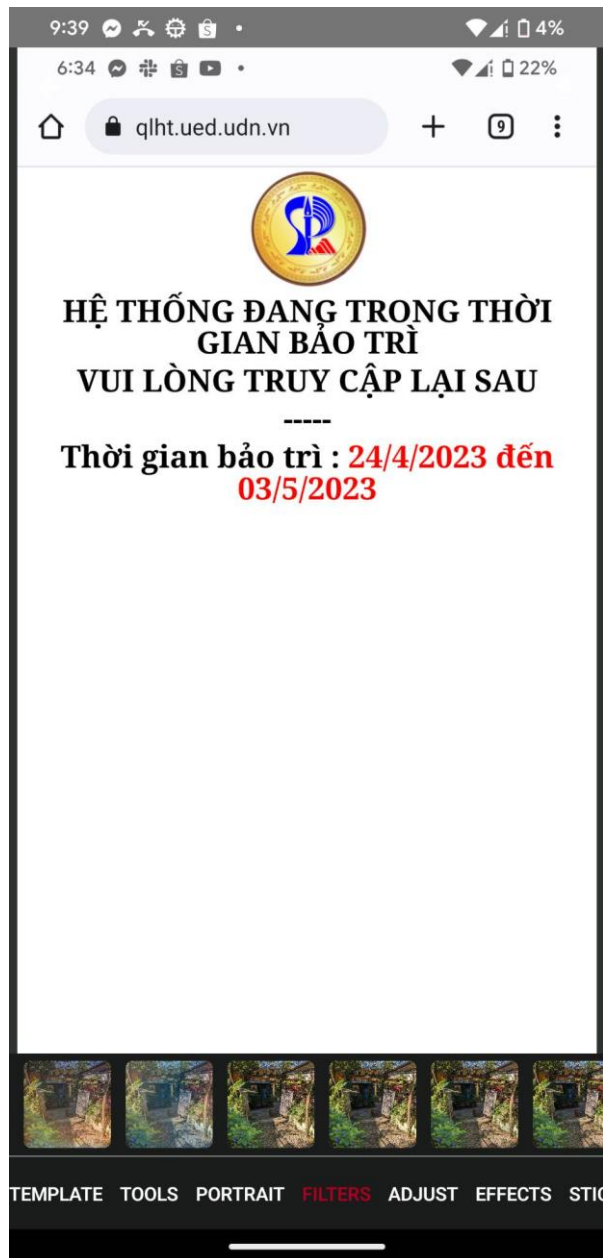 9:39
4%
6:34
22%
qlht.ued.udn.vn
9
HỆ THỐNG ĐANG TRONG THỜI
GIAN BẢO TRÌ
VUI LÒNG TRUY CẬP LẠI SAU
-----
Thời gian bảo trì : 24/4/2023 đến
03/5/2023
TEMPLATE TOOLS PORTRAIT FILTERS ADJUST EFFECTS STIC